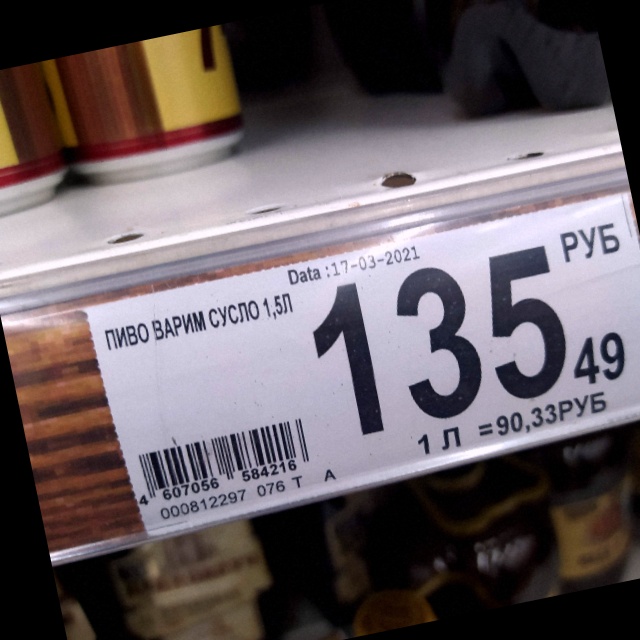 Data :17-03-2021
ПИВО ВАРИМ СУСЛО 1,5Л
135 49 РУБ
1 Л =90,33РУБ
4 607056 584216
000812297 076 Т А